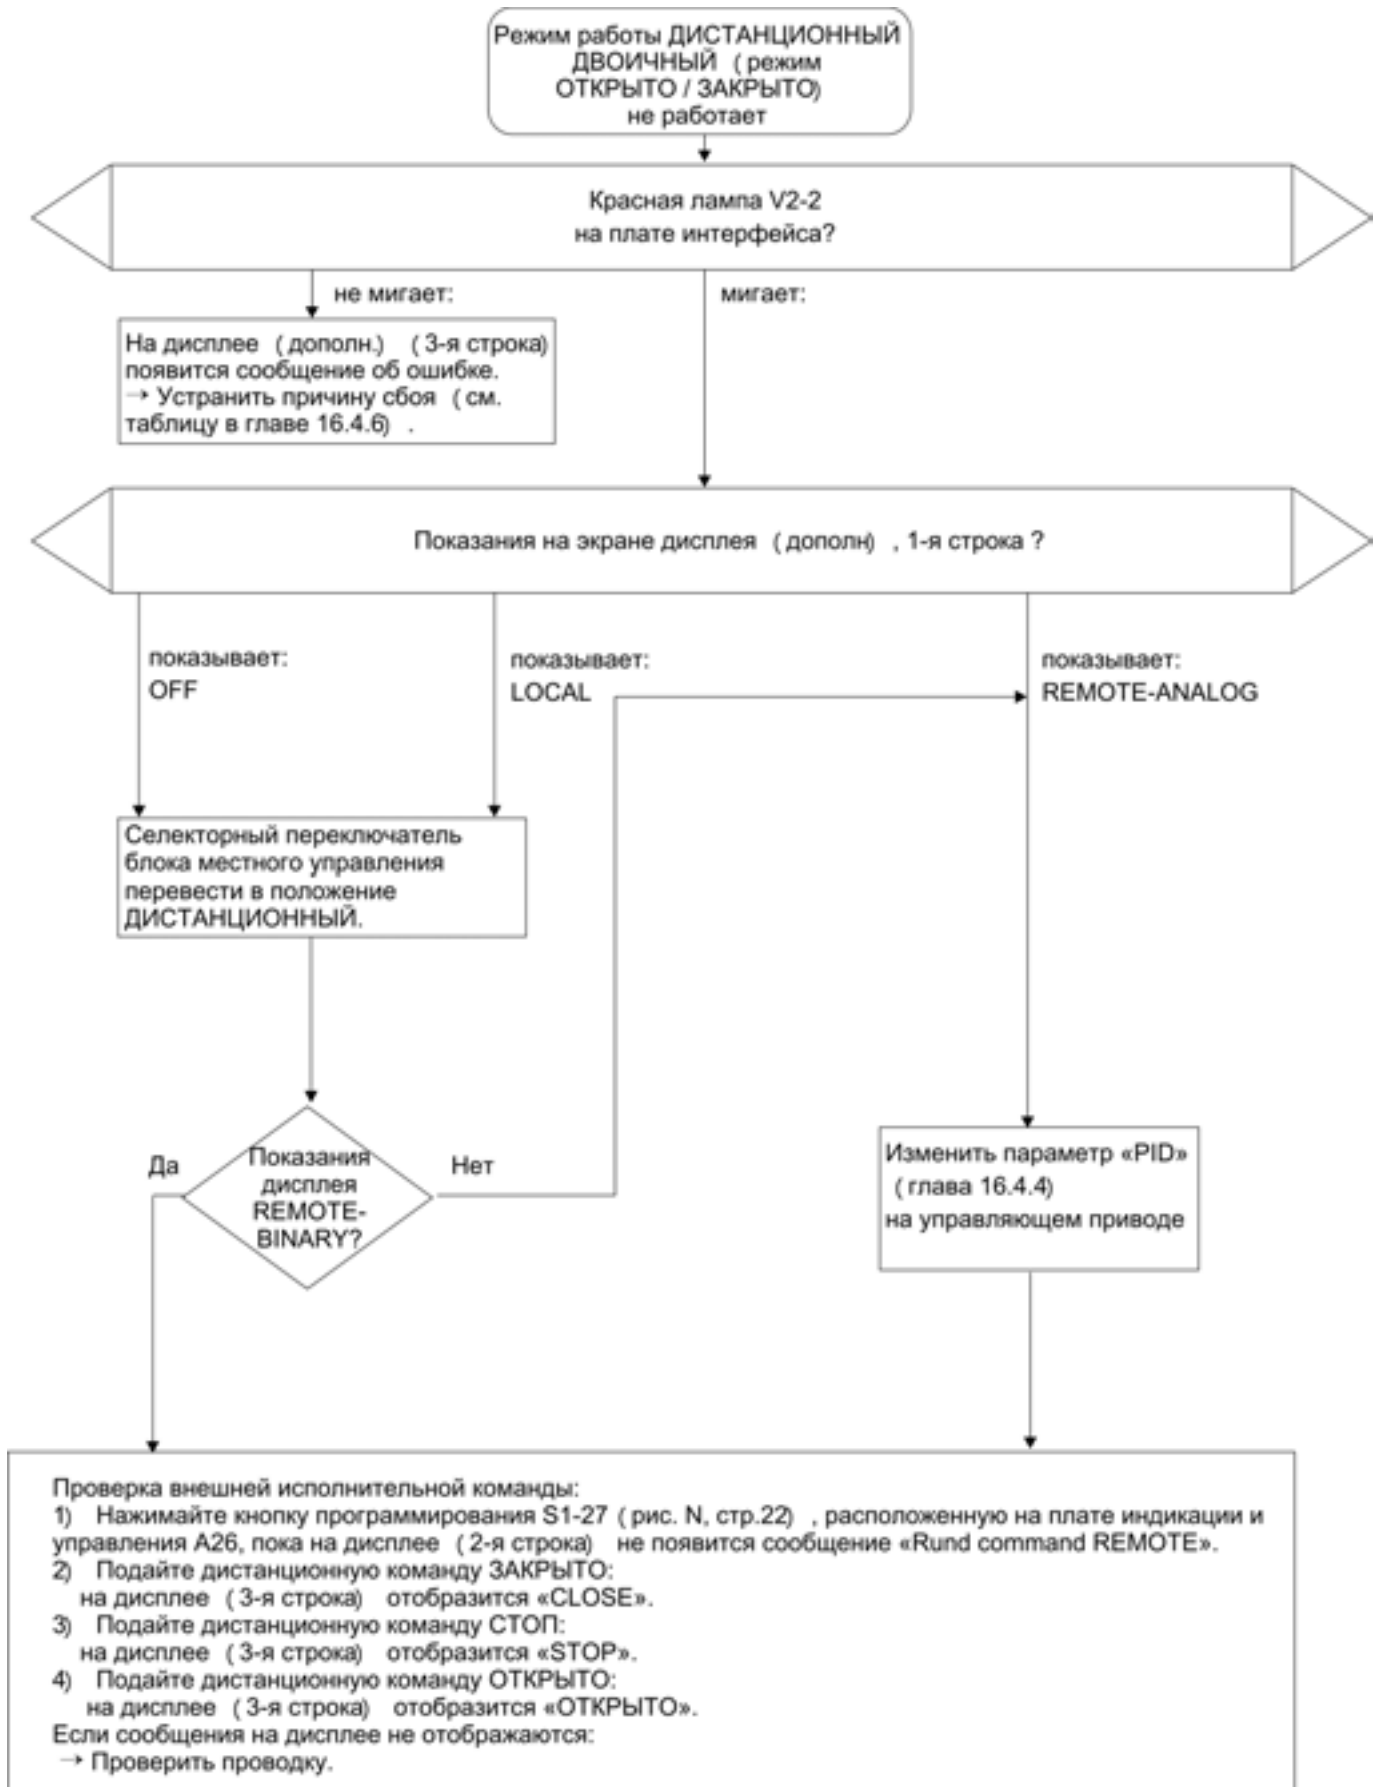 Режим работы ДИСТАНЦИОННЫЙ
ДВОИЧНЫЙ ( режим
ОТКРЫТО / ЗАКРЫТО)
не работает
Красная лампа V2-2
на плате интерфейса?
не мигает:
мигает:
На дисплее ( дополн.) ( 3-я строка)
появится сообщение об ошибке.
→ Устранить причину сбоя ( см.
таблицу в главе 16.4.6) .
Показания на экране дисплея ( дополн) , 1-я строка ?
показывает:
OFF
показывает:
LOCAL
показывает:
REMOTE-ANALOG
Селекторный переключатель
блока местного управления
перевести в положение
ДИСТАНЦИОННЫЙ.
Да
Показания
дисплея
REMOTE-
BINARY?
Нет
Изменить параметр «PID»
( глава 16.4.4)
на управляющем приводе
Проверка внешней исполнительной команды:
1) Нажимайте кнопку программирования S1-27 ( рис. N, стр.22) , расположенную на плате индикации и
управления A26, пока на дисплее ( 2-я строка) не появится сообщение «Rund command REMOTE».
2) Подайте дистанционную команду ЗАКРЫТО:
на дисплее ( 3-я строка) отобразится «CLOSE».
3) Подайте дистанционную команду СТОП:
на дисплее ( 3-я строка) отобразится «STOP».
4) Подайте дистанционную команду ОТКРЫТО:
на дисплее ( 3-я строка) отобразится «ОТКРЫТО».
Если сообщения на дисплее не отображаются:
→ Проверить проводку.